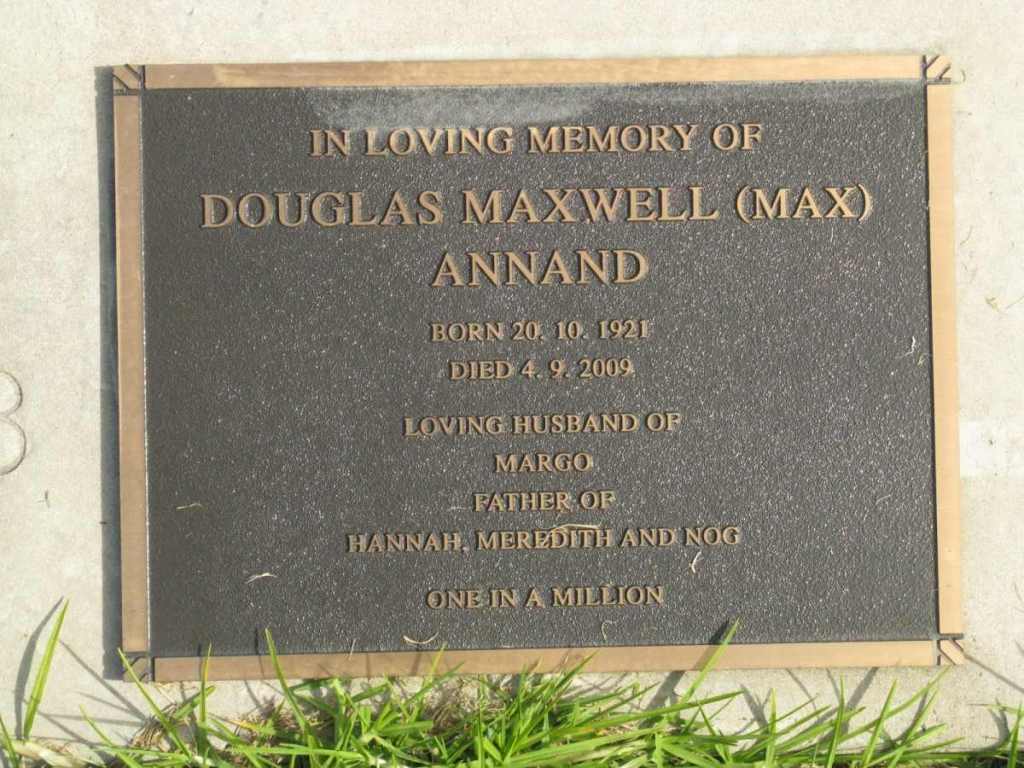 IN LOVING MEMORY OF
DOUGLAS MAXWELL (MAX)
ANNAND
BORN 20. 10. 1921
DIED 4. 9. 2009
LOVING HUSBAND OF
MARGO
FATHER OF
HANNAH, MEREDITH AND NOG
ONE IN A MILLION